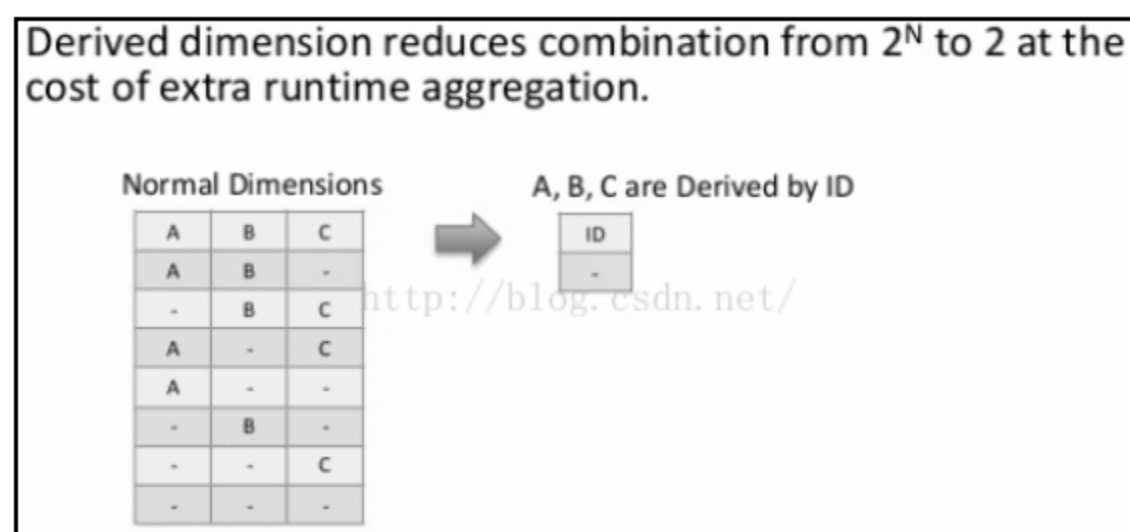 Derived dimension reduces combination from 2ᴺ to 2 at the
cost of extra runtime aggregation.
Normal Dimensions
A, B, C are Derived by ID
A B C
ID
A B -
-
- B C
http://blog.csdn.net/
A - C
A - -
- B -
- - C
- - -